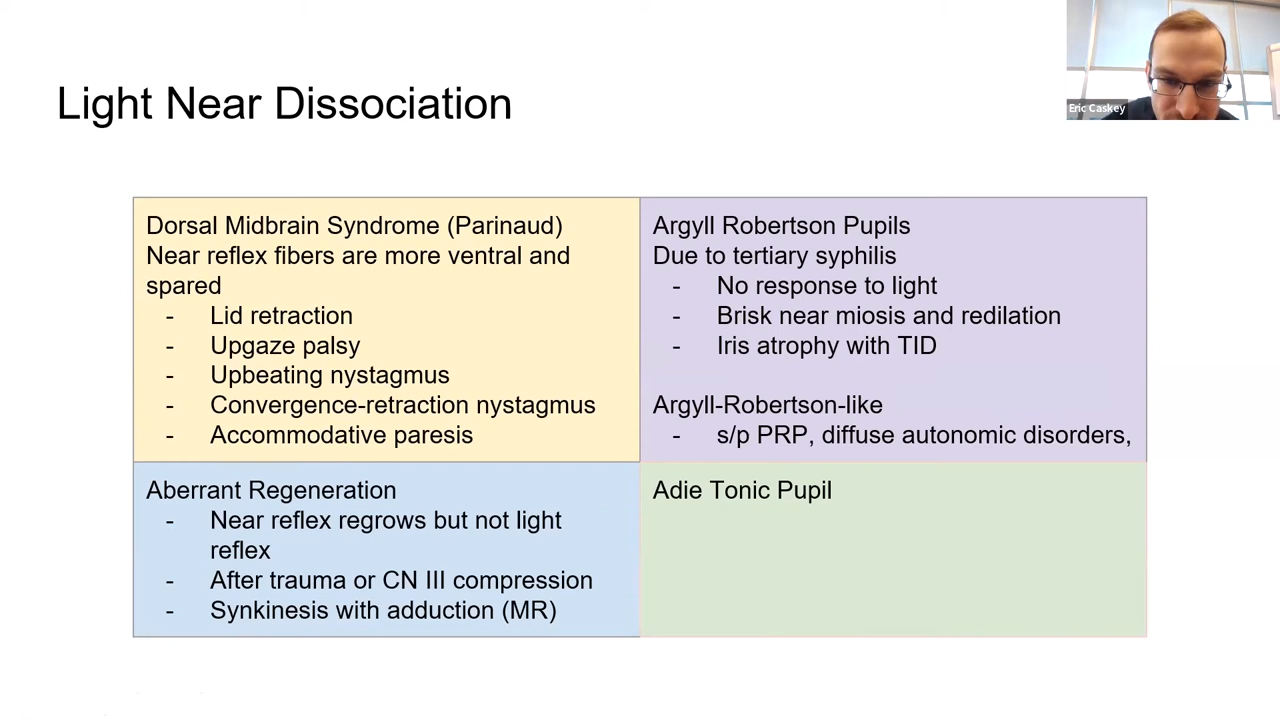 Light Near Dissociation
Eric Caskey
Dorsal Midbrain Syndrome (Parinaud)
Near reflex fibers are more ventral and
spared
- Lid retraction
- Upgaze palsy
- Upbeating nystagmus
- Convergence-retraction nystagmus
- Accommodative paresis
Argyll Robertson Pupils
Due to tertiary syphilis
- No response to light
- Brisk near miosis and redilation
- Iris atrophy with TID
Argyll-Robertson-like
- s/p PRP, diffuse autonomic disorders,
Aberrant Regeneration
- Near reflex regrows but not light
reflex
- After trauma or CN III compression
- Synkinesis with adduction (MR)
Adie Tonic Pupil